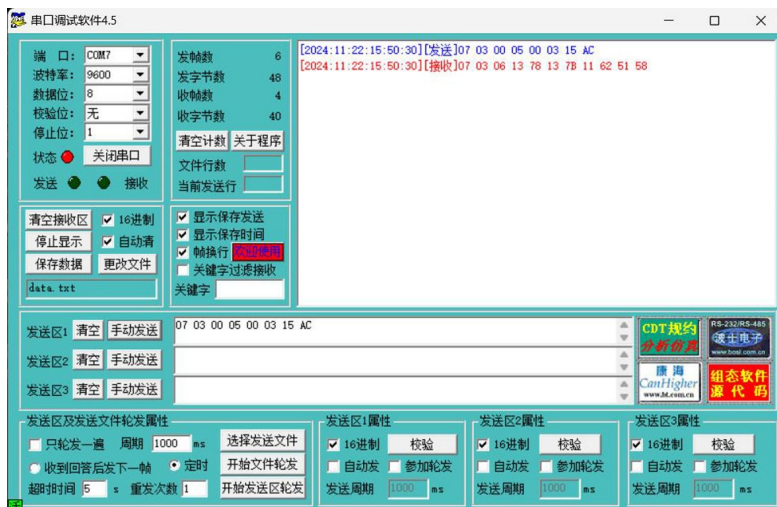 串口调试软件4.5
端 口: COM7
波特率: 9600
数据位: 8
校验位: 无
停止位: 1
状态 关闭串口
发送 接收
发帧数 6
发字节数 48
收帧数 4
收字节数 40
清空计数 关于程序
文件行数
当前发送行
[2024:11:22:15:50:30][发送]07 03 00 05 00 03 15 AC
[2024:11:22:15:50:30][接收]07 03 06 13 78 13 7B 11 62 51 58
清空接收区 16进制
停止显示 自动清
保存数据 更改文件
data.txt
显示保存发送
显示保存时间
帧换行 欢迎使用
关键字过滤接收
关键字
发送区1 清空 手动发送 07 03 00 05 00 03 15 AC
发送区2 清空 手动发送
发送区3 清空 手动发送
CDT规约
分析仿真
RS-232/RS-485
波士电子
www.bosi.com.cn
康海
CanHigher
组态软件
源代码
发送区及发送文件轮发属性
只轮发一遍 周期 1000 ms 选择发送文件
收到回答后发下一帧 定时 开始文件轮发
超时时间 5 s 重发次数 1 开始发送区轮发
发送区1属性
16进制 校验
自动发 参加轮发
发送周期 1000 ms
发送区2属性
16进制 校验
自动发 参加轮发
发送周期 1000 ms
发送区3属性
16进制 校验
自动发 参加轮发
发送周期 1000 ms